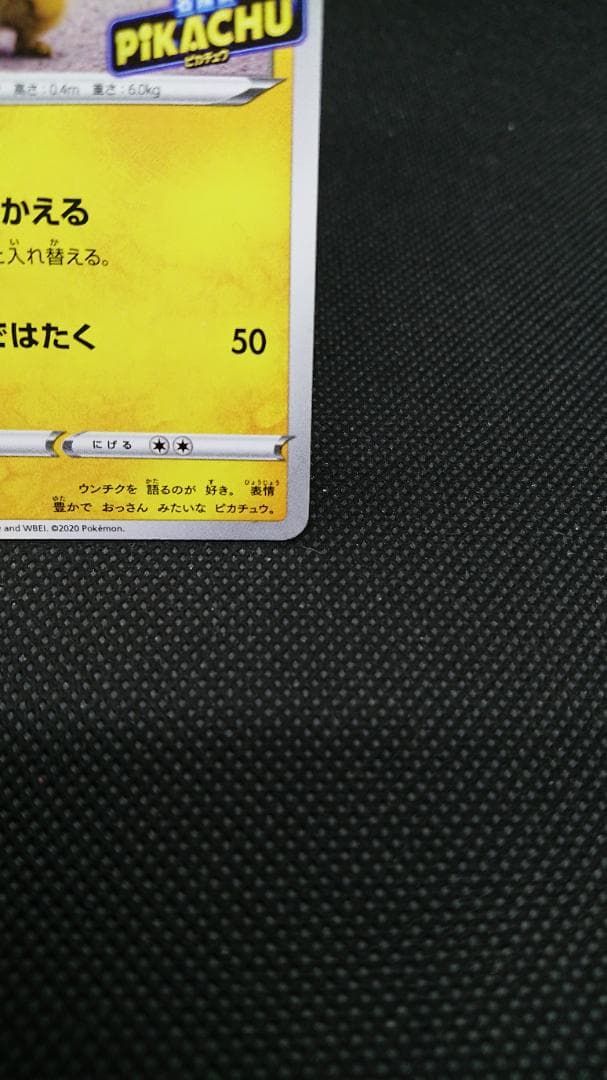 PiKACHU
ピカチュウ
高さ：0.4m 重さ：6.0kg
かえる
と入れ替える。
ではたく 50
にげる
ウンチクを 語るのが 好き。 表情
豊かで おっさん みたいな ピカチュウ。
and WBEI. ©2020 Pokémon.